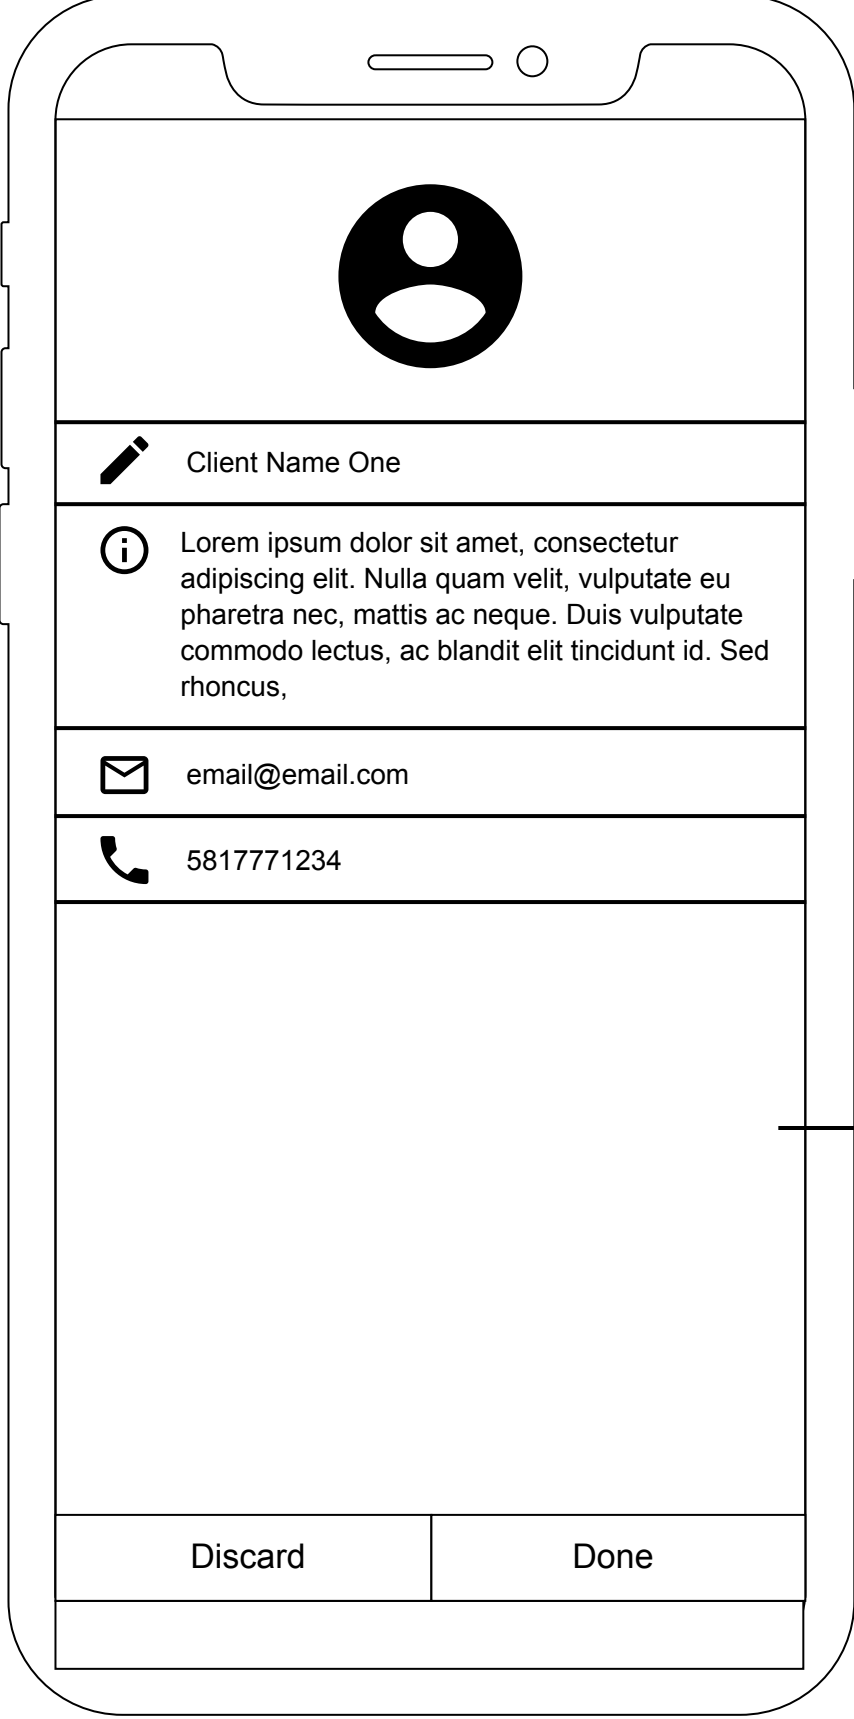 Client Name One
Lorem ipsum dolor sit amet, consectetur
adipiscing elit. Nulla quam velit, vulputate eu
pharetra nec, mattis ac neque. Duis vulputate
commodo lectus, ac blandit elit tincidunt id. Sed
rhoncus,
email@email.com
5817771234
Discard
Done